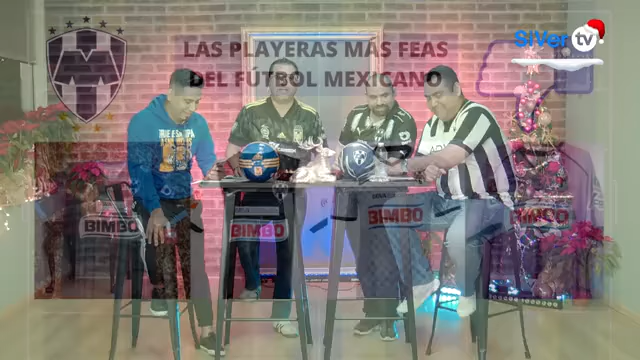 SiVer tv
LAS PLAYERAS MÁS FEAS
DEL FÚTBOL MEXICANO
BIMBO BIMBO BIMBO BIMBO